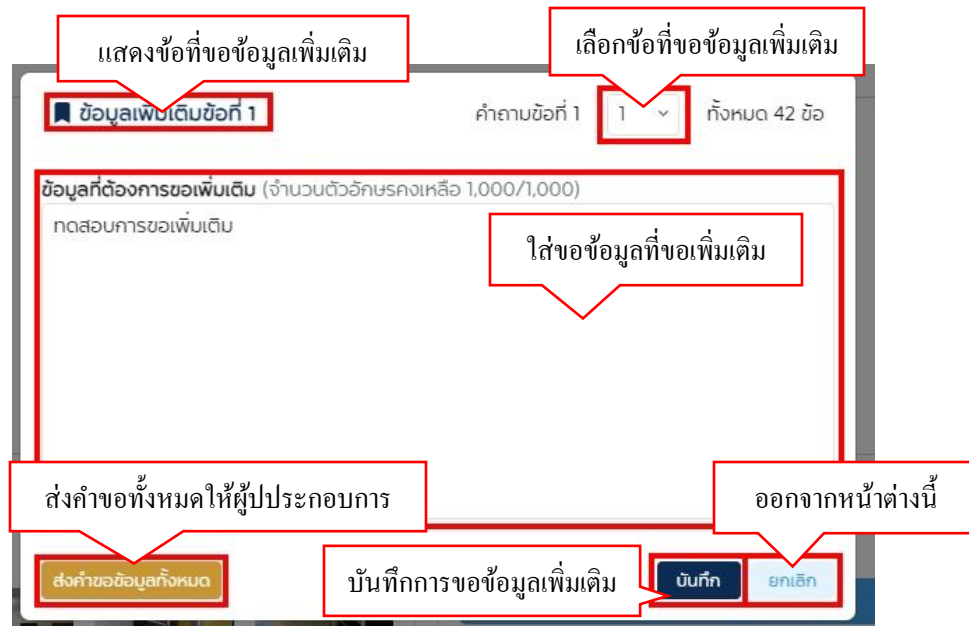 แสดงข้อที่ขอข้อมูลเพิ่มเติม
เลือกข้อที่ขอข้อมูลเพิ่มเติม
ข้อมูลเพิ่มเติมข้อที่ 1
คำถามข้อที่ 1 1 ทั้งหมด 42 ข้อ
ข้อมูลที่ต้องการขอเพิ่มเติม (จำนวนตัวอักษรคงเหลือ 1,000/1,000)
ทดสอบการขอเพิ่มเติม
ใส่ขอข้อมูลที่ขอเพิ่มเติม
ส่งคำขอทั้งหมดให้ผู้ปประกอบการ
ออกจากหน้าต่างนี้
ส่งคำขอข้อมูลทั้งหมด
บันทึกการขอข้อมูลเพิ่มเติม
บันทึก
ยกเลิก